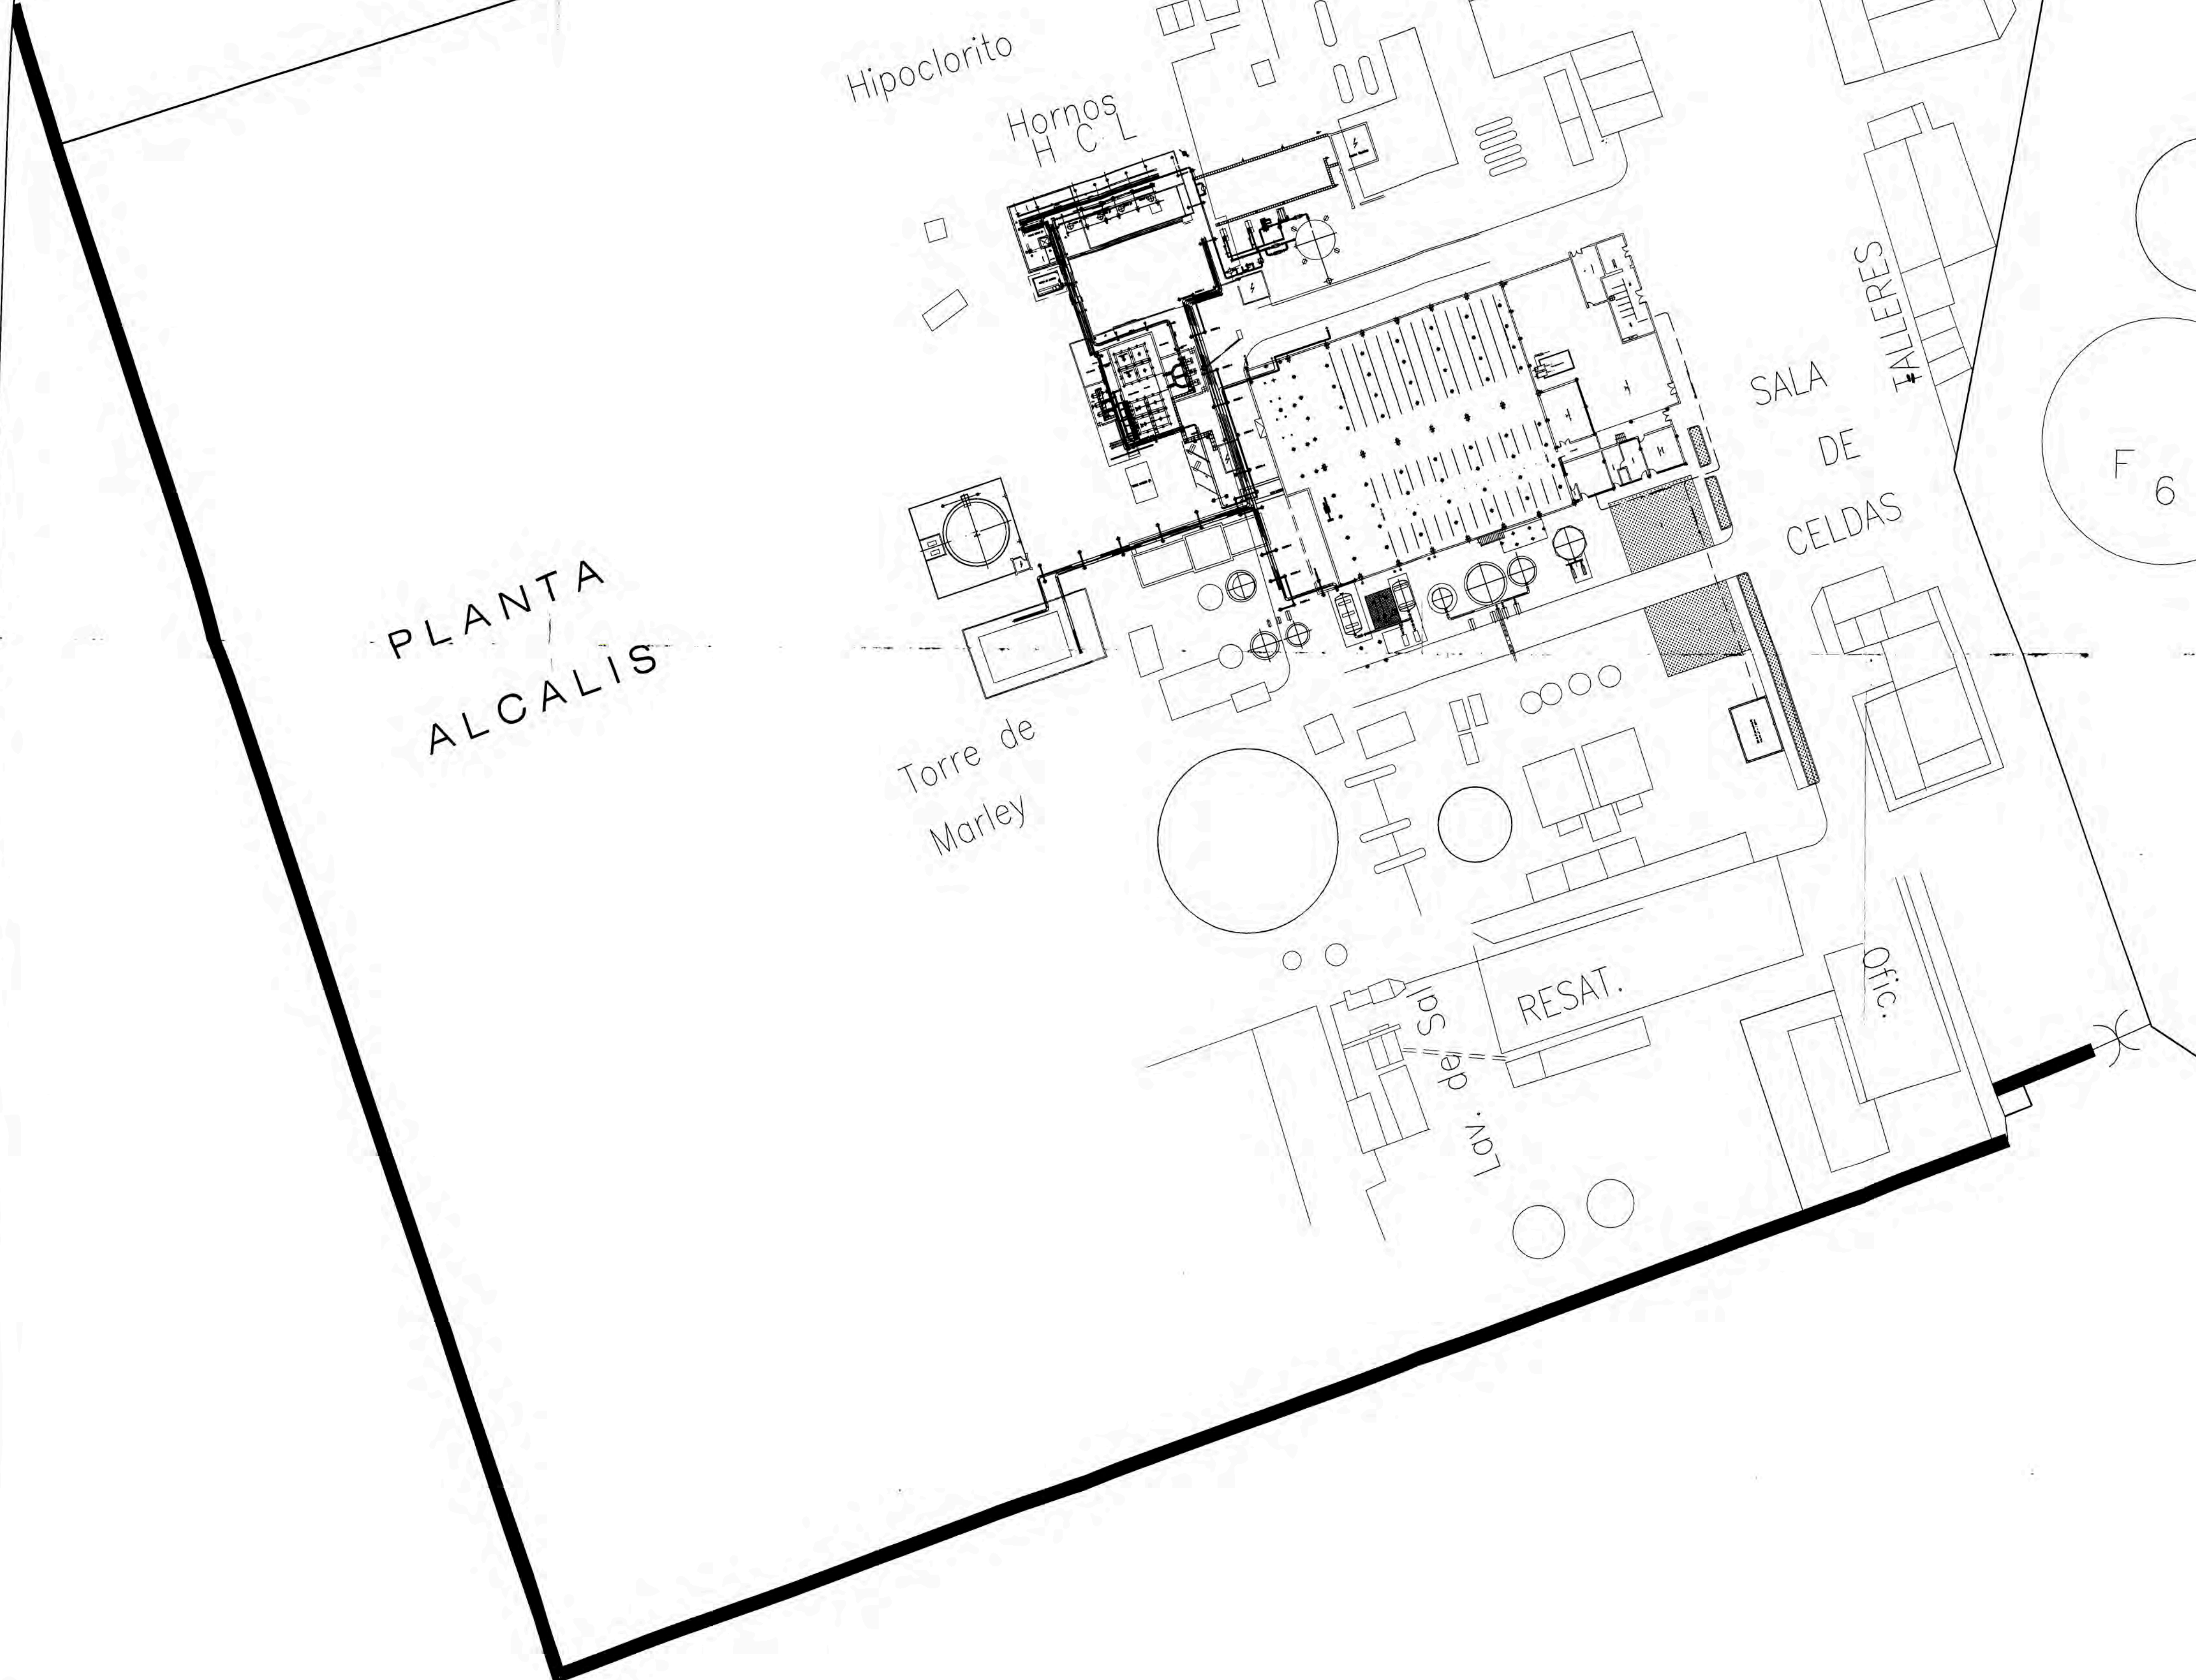 Hipoclorito
Hornos
H C L
TALLERES
SALA
DE
CELDAS
F
6
PLANTA
ALCALIS
Torre de
Marley
RESAT.
Ofic.
Lav. de Sal